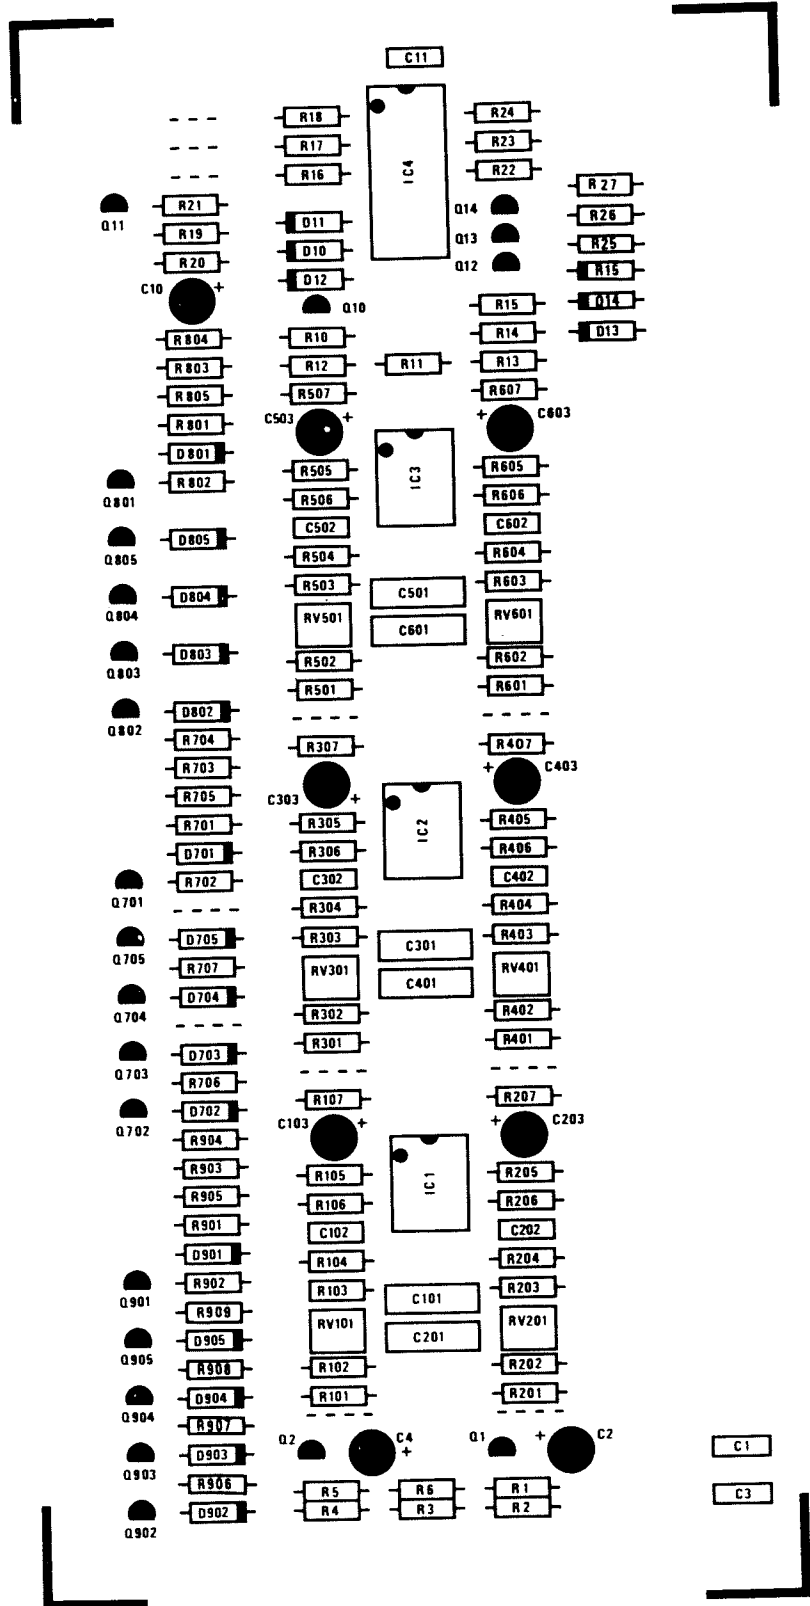 C11
R18
R17
R16
IC4
R24
R23
R22
R27
R26
R25
R15
D14
D13
Q11
R21
R19
R20
D11
D10
D12
Q14
Q13
Q12
C10 +
Q10
R804
R803
R805
R801
D801
R802
R10
R12
R507
R11
R15
R14
R13
R607
C503 +
+ C603
IC3
Q801
Q805
Q804
Q803
Q802
D805
D804
D803
D802
R505
R506
C502
R504
R503
RV501
R502
R501
C501
C601
R605
R606
C602
R604
R603
RV601
R602
R601
R704
R703
R705
R701
D701
R702
R307
C303 +
R407
+ C403
IC2
Q701
Q705
Q704
Q703
Q702
D705
R707
D704
D703
R706
D702
R305
R306
C302
R304
R303
RV301
R302
R301
C301
C401
R405
R406
C402
R404
R403
RV401
R402
R401
R904
R903
R905
R901
D901
R902
R909
D905
R908
D904
R907
D903
R906
D902
R107
C103 +
R207
+ C203
IC1
R105
R106
C102
R104
R103
RV101
R102
R101
C101
C201
R205
R206
C202
R204
R203
RV201
R202
R201
Q901
Q905
Q904
Q903
Q902
Q2
C4 +
Q1
+ C2
R5
R4
R6
R3
R1
R2
C1
C3